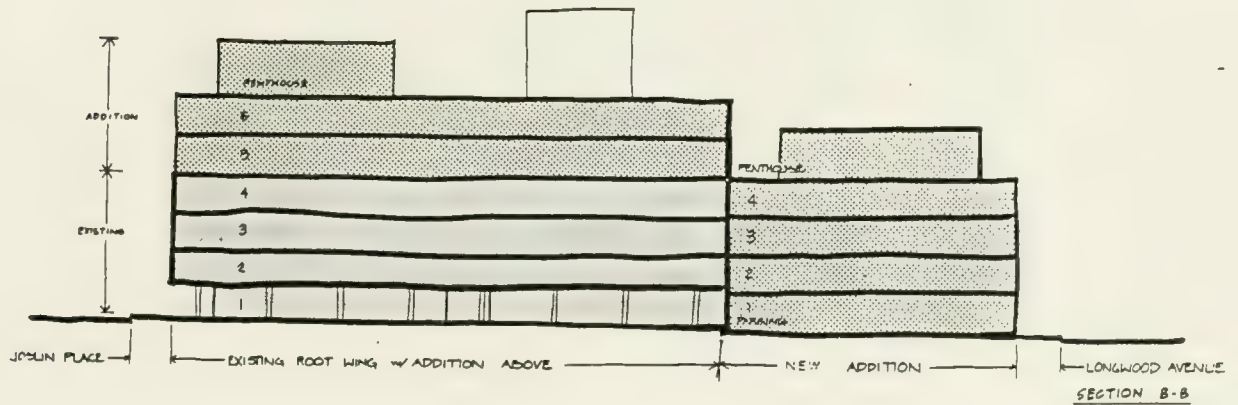 PENTHOUSE
6
ADDITION
5
PENTHOUSE
4
4
EXISTING
3
3
2
2
1
1
PARKING
JOSLIN PLACE
EXISTING ROOT WING W/ ADDITION ABOVE
NEW ADDITION
LONGWOOD AVENUE
SECTION B-B